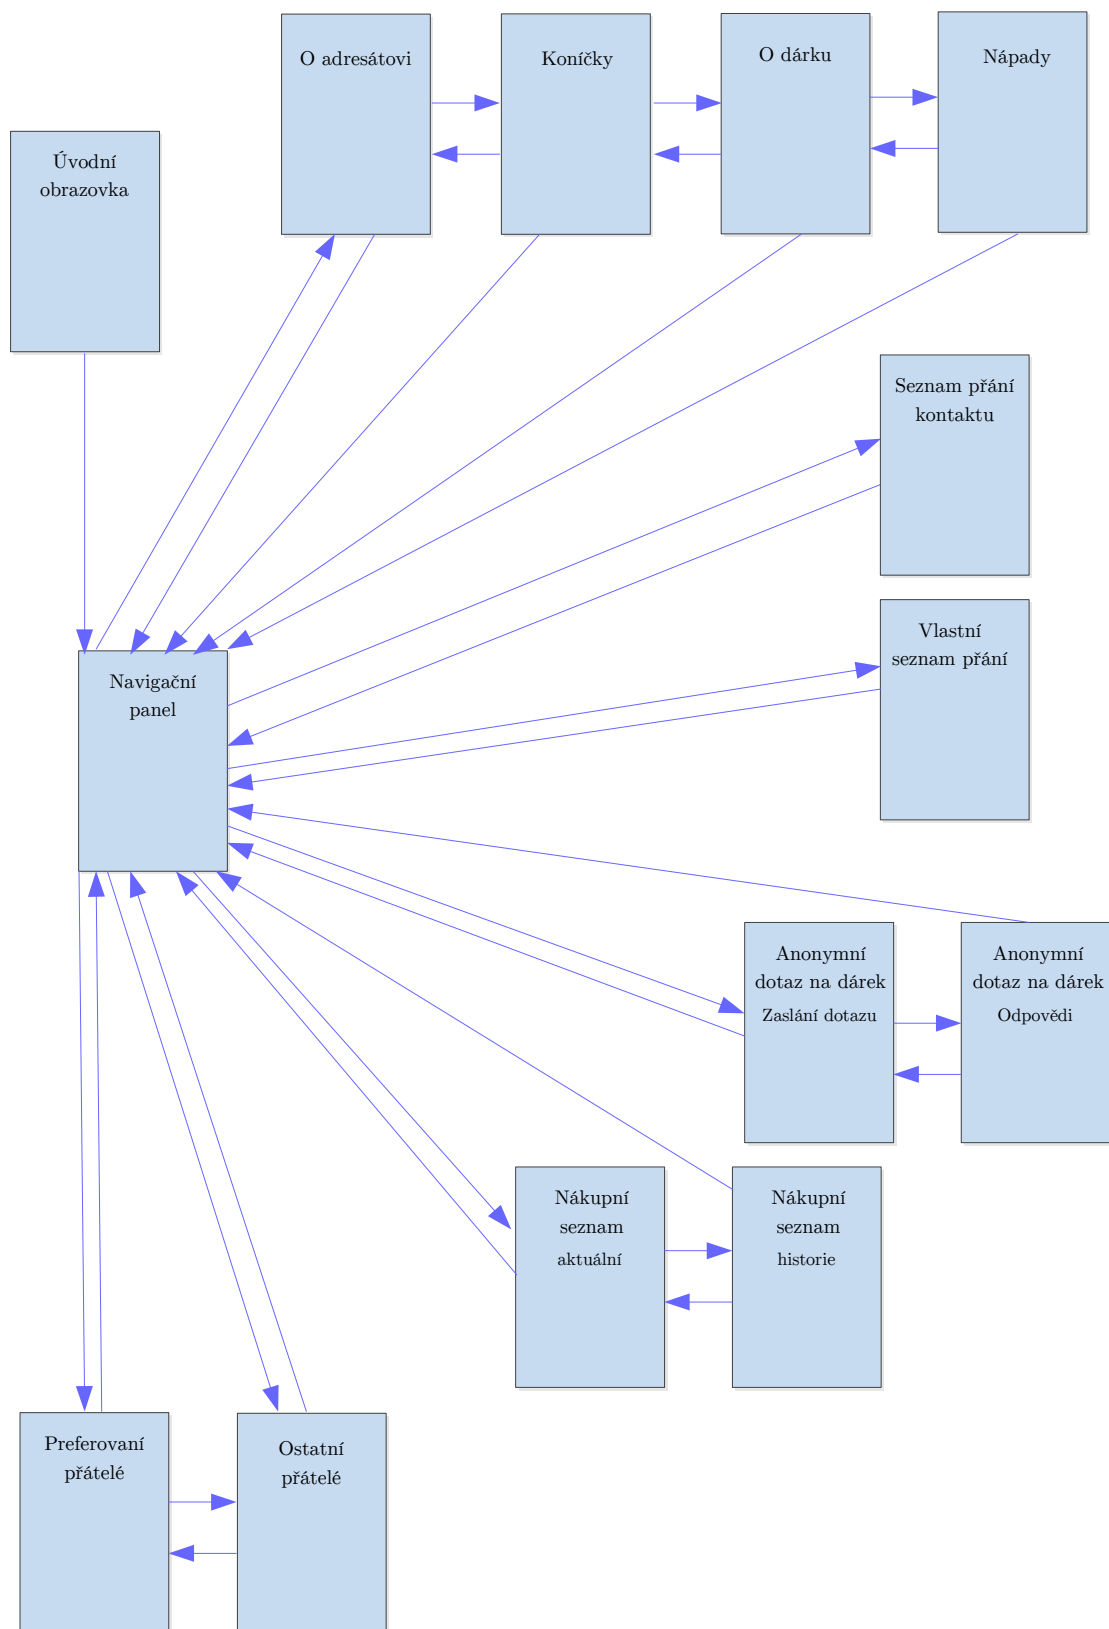 O adresátovi
Koníčky
O dárku
Nápady
Úvodní
obrazovka
Seznam přání
kontaktu
Vlastní
seznam přání
Navigační
panel
Anonymní
dotaz na dárek
Zaslání dotazu
Anonymní
dotaz na dárek
Odpovědi
Nákupní
seznam
aktuální
Nákupní
seznam
historie
Preferovaní
přátelé
Ostatní
přátelé